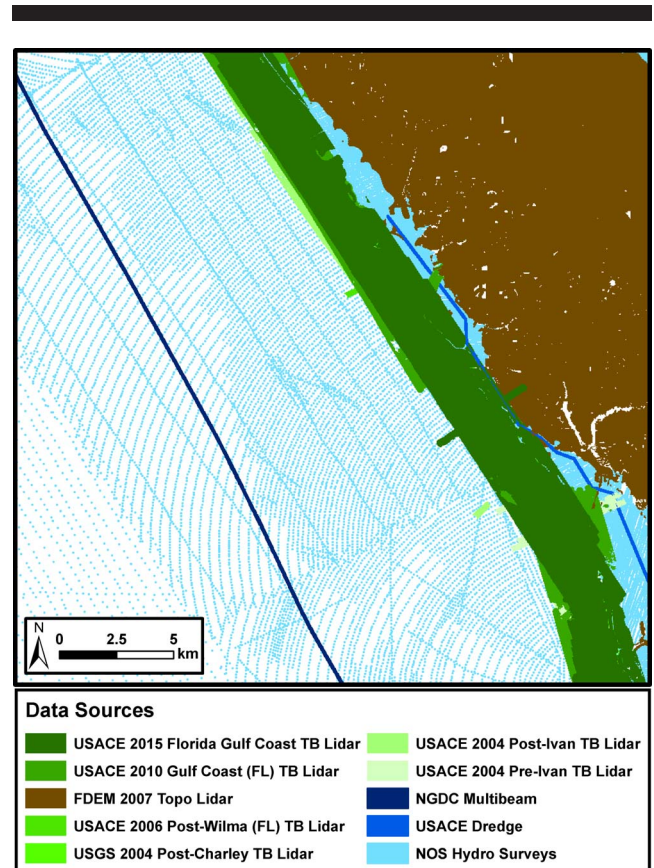 N
0 2.5 5
km
Data Sources
USACE 2015 Florida Gulf Coast TB Lidar
USACE 2010 Gulf Coast (FL) TB Lidar
FDEM 2007 Topo Lidar
USACE 2006 Post-Wilma (FL) TB Lidar
USGS 2004 Post-Charley TB Lidar
USACE 2004 Post-Ivan TB Lidar
USACE 2004 Pre-Ivan TB Lidar
NGDC Multibeam
USACE Dredge
NOS Hydro Surveys